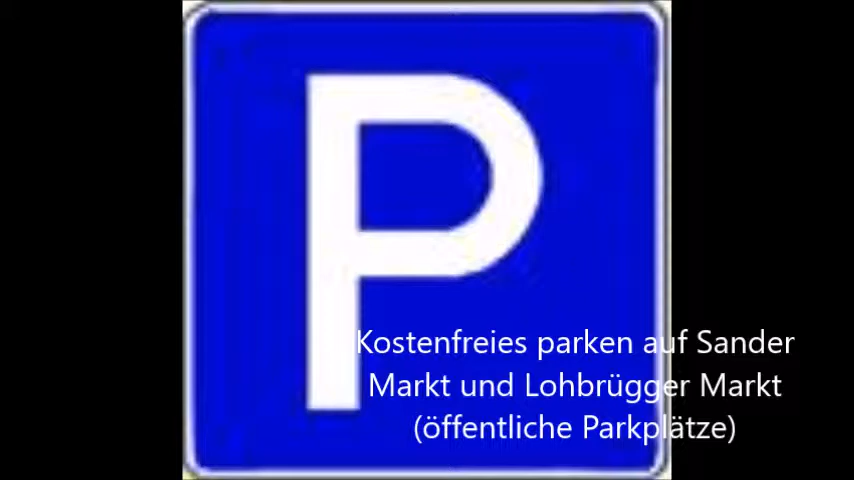 P
Kostenfreies parken auf Sander
Markt und Lohbrügger Markt
(öffentliche Parkplätze)